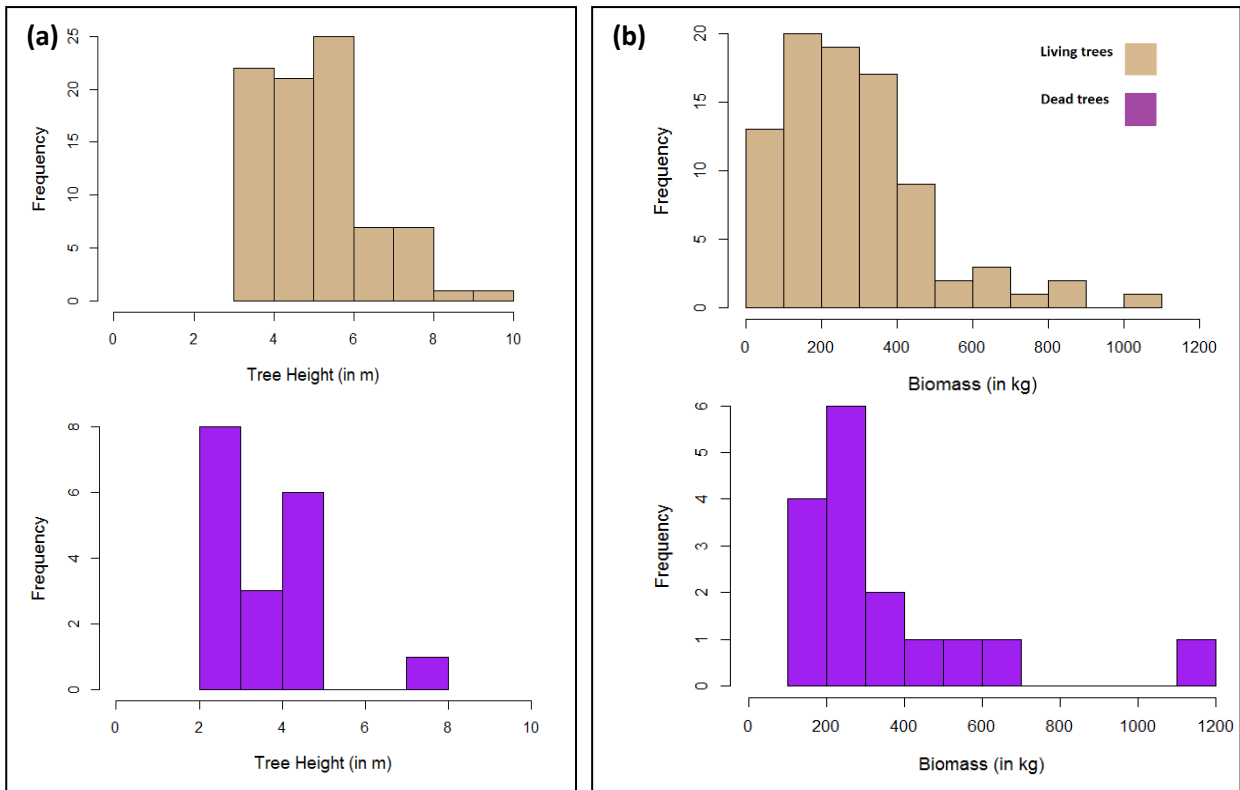 (a)
25
20
15
10
5
0
Frequency
0 2 4 6 8 10
Tree Height (in m)
8
6
4
2
0
Frequency
0 2 4 6 8 10
Tree Height (in m)
(b)
Living trees
Dead trees
20
15
10
5
0
Frequency
0 200 400 600 800 1000 1200
Biomass (in kg)
6
5
4
3
2
1
0
Frequency
0 200 400 600 800 1000 1200
Biomass (in kg)